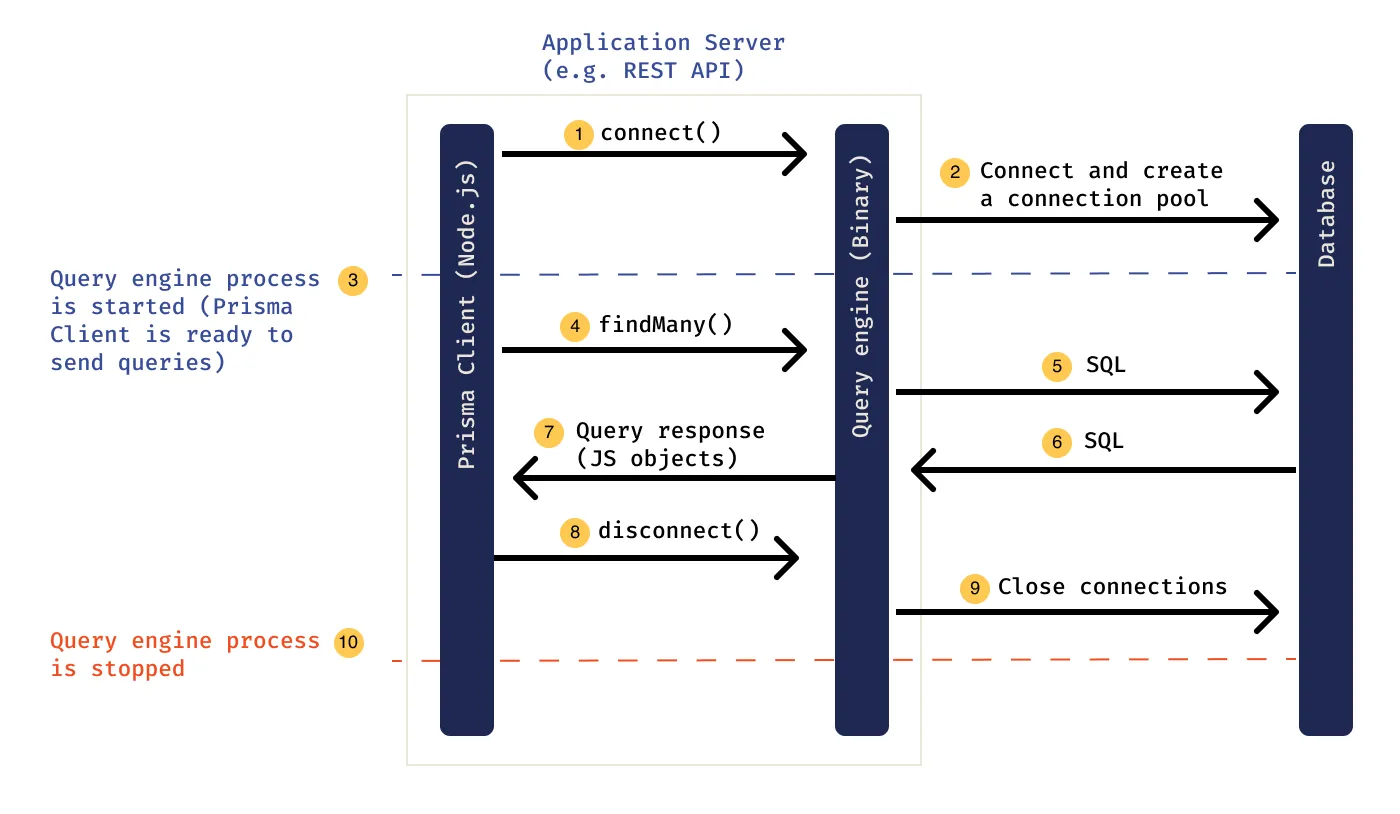 Application Server
(e.g. REST API)
Prisma Client (Node.js)
Query engine (Binary)
Database
1 connect()
2 Connect and create
a connection pool
Query engine process 3
is started (Prisma
Client is ready to
send queries)
4 findMany()
5 SQL
6 SQL
7 Query response
(JS objects)
8 disconnect()
9 Close connections
Query engine process 10
is stopped